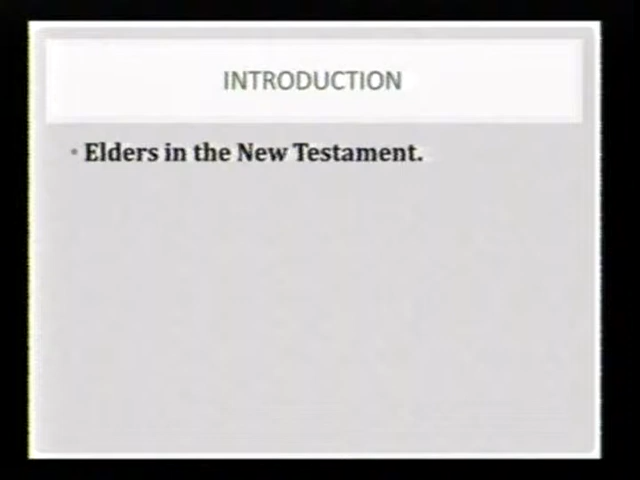 INTRODUCTION
• Elders in the New Testament.